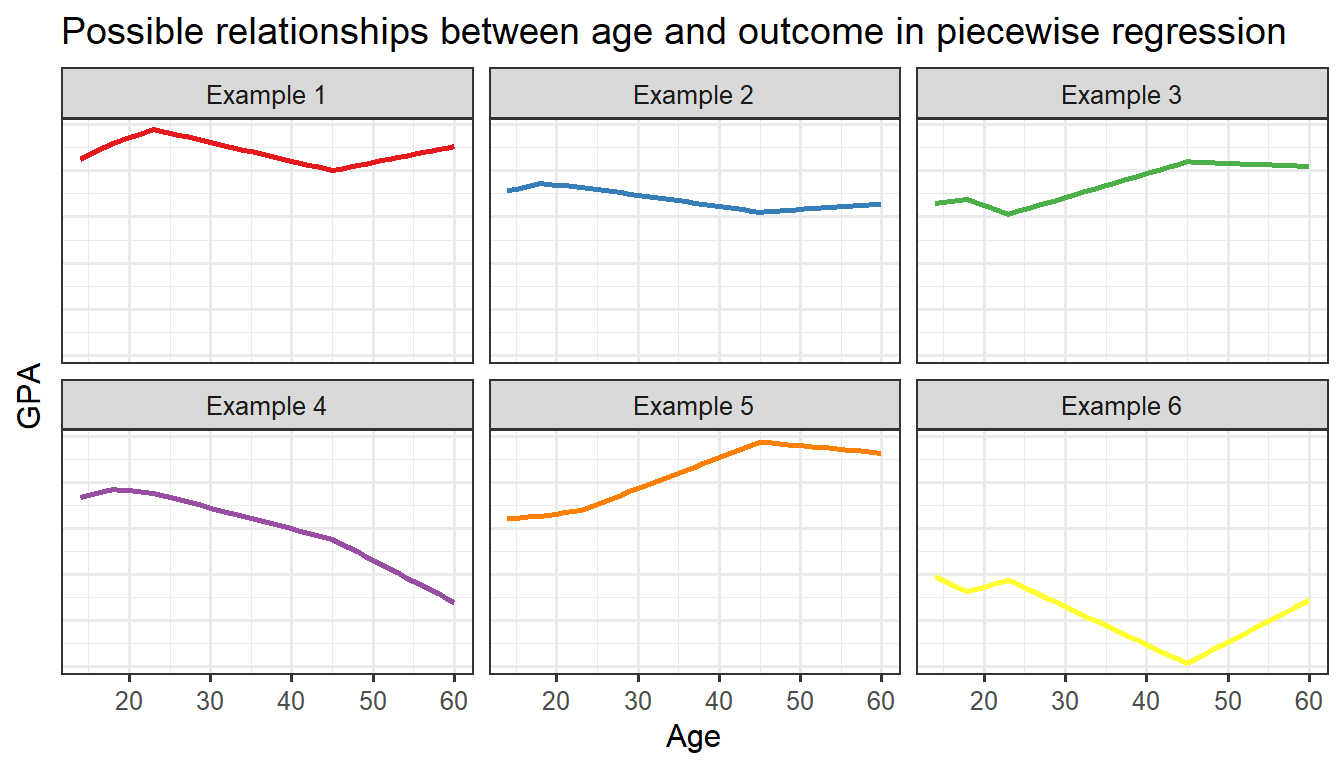 Possible relationships between age and outcome in piecewise regression
Example 1
Example 2
Example 3
GPA
Example 4
Example 5
Example 6
20 30 40 50 60
20 30 40 50 60
20 30 40 50 60
Age